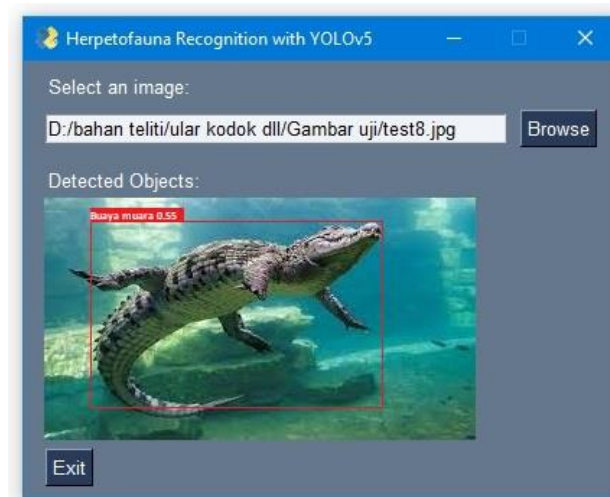 Herpetofauna Recognition with YOLOv5
Select an image:
D:/bahan teliti/ular kodok dll/Gambar uji/test8.jpg
Browse
Detected Objects:
Buaya muara 0.55
Exit